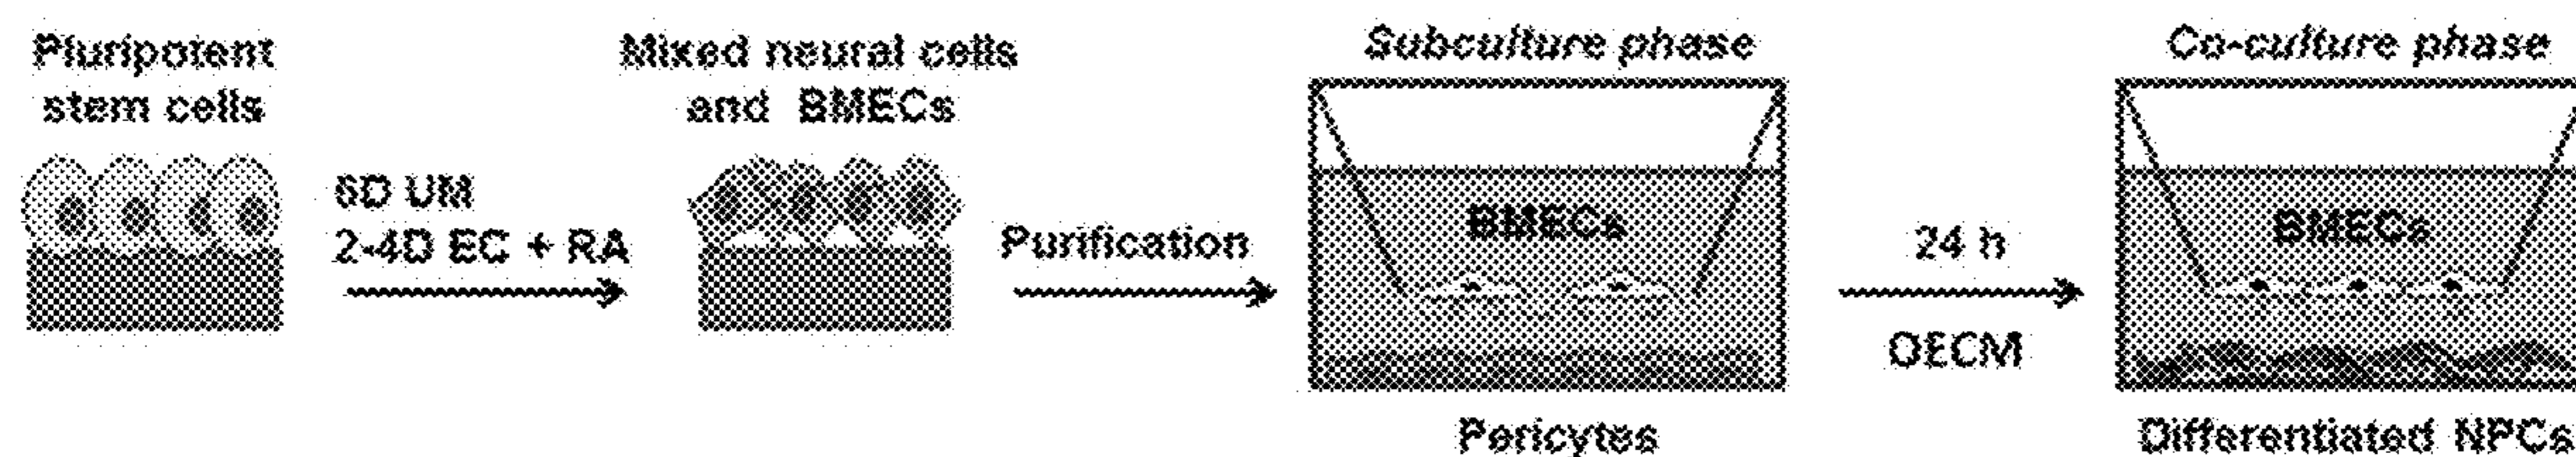 Pluripotent
stem cells
6D UM
2-4D EC + RA
Mixed neural cells
and BMECs
Purification
Subculture phase
BMECs
Pericytes
24 h
OECM
Co-culture phase
BMECs
Differentiated NPCs